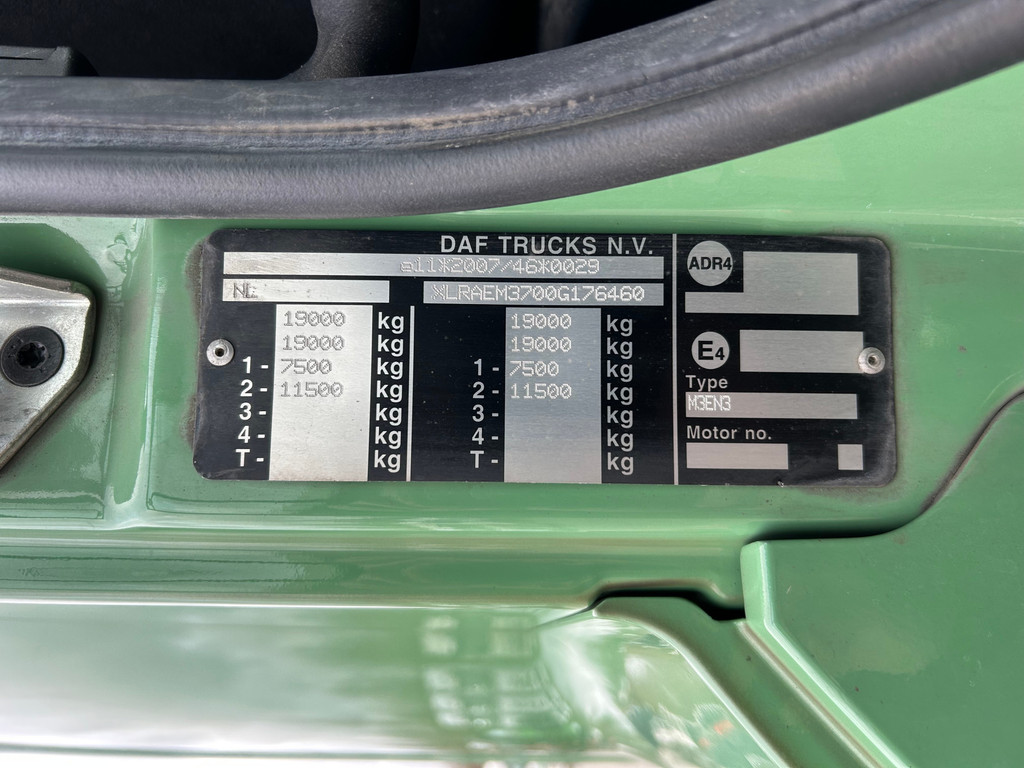 DAF TRUCKS N.V.
e11*2007/46*0029
NL XLRAEM3700G176460
19000 kg 19000 kg
19000 kg 19000 kg
1 - 7500 kg 1 - 7500 kg
2 - 11500 kg 2 - 11500 kg
3 - kg 3 - kg
4 - kg 4 - kg
T - kg T - kg
ADR4
E4
Type
M3EN3
Motor no.